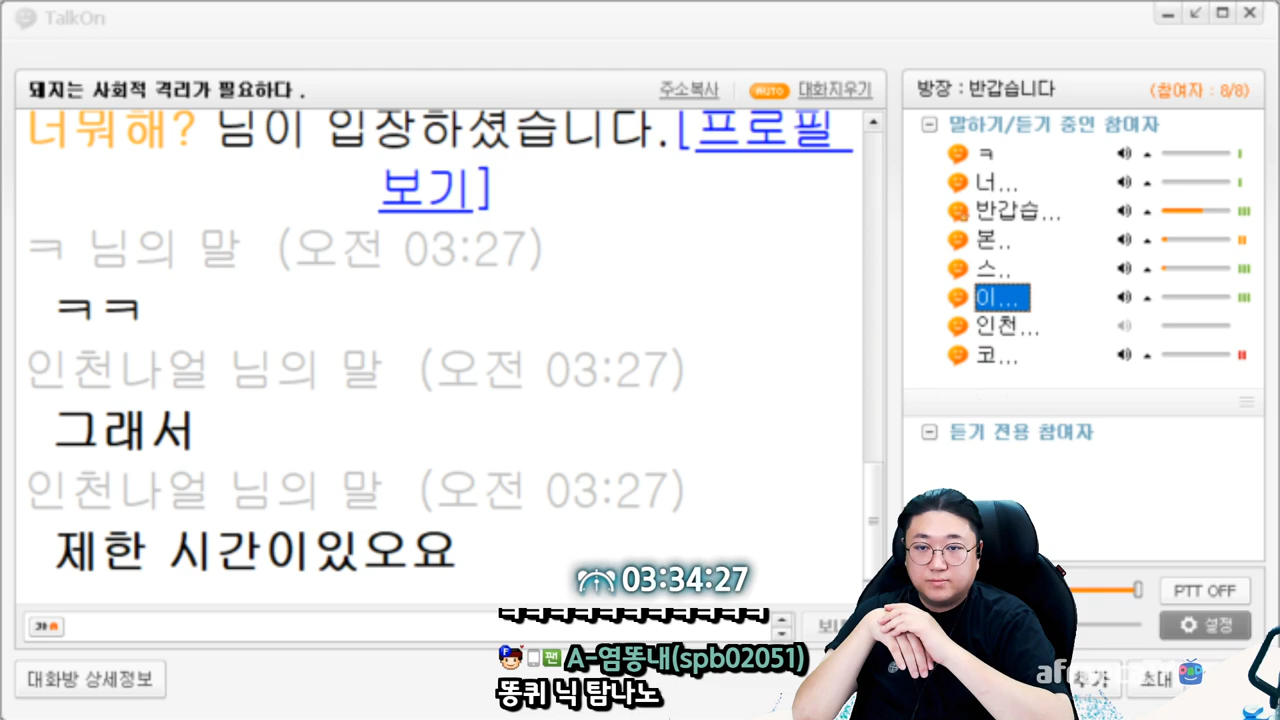 TalkOn
돼지는 사회적 격리가 필요하다 .
주소복사
AUTO
대화지우기
너뭐해? 님이 입장하셨습니다.[프로필
보기]
ㅋ 님의 말 (오전 03:27)
ㅋㅋ
인천나얼 님의 말 (오전 03:27)
그래서
인천나얼 님의 말 (오전 03:27)
제한 시간이있오요
대화방 상세정보
방장 : 반갑습니다
(참여자 : 8/8)
말하기/듣기 중인 참여자
ㅋ
너...
반갑습...
본..
스..
이...
인천...
코...
듣기 전용 참여자
PTT OFF
설정
초대
03:34:27
ㅋㅋㅋㅋㅋㅋㅋㅋㅋㅋㅋㅋㅋ
팬 A-염똥내(spb02051)
똥퀴 닉 탐나노